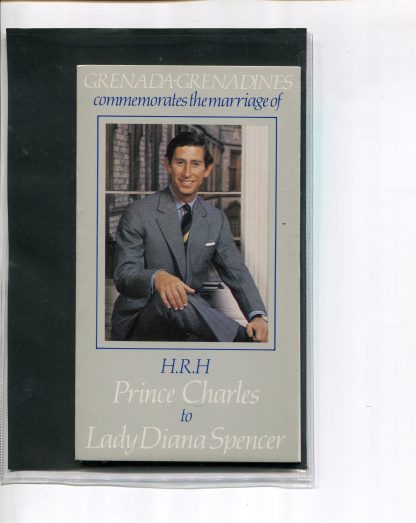 GRENADA-GRENADINES
commemorates the marriage of
H.R.H
Prince Charles
to
Lady Diana Spencer